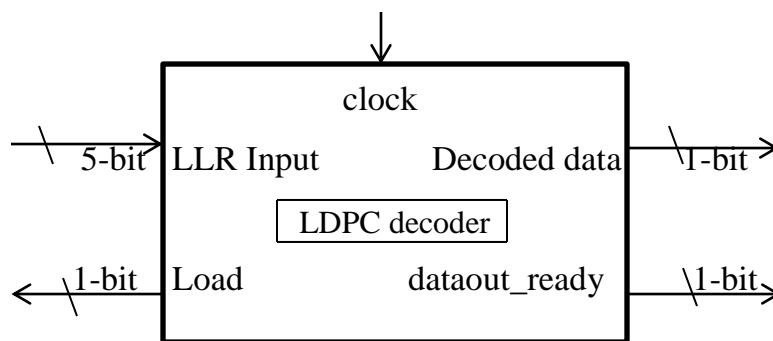 clock
5-bit LLR Input Decoded data 1-bit
LDPC decoder
1-bit Load dataout_ready 1-bit